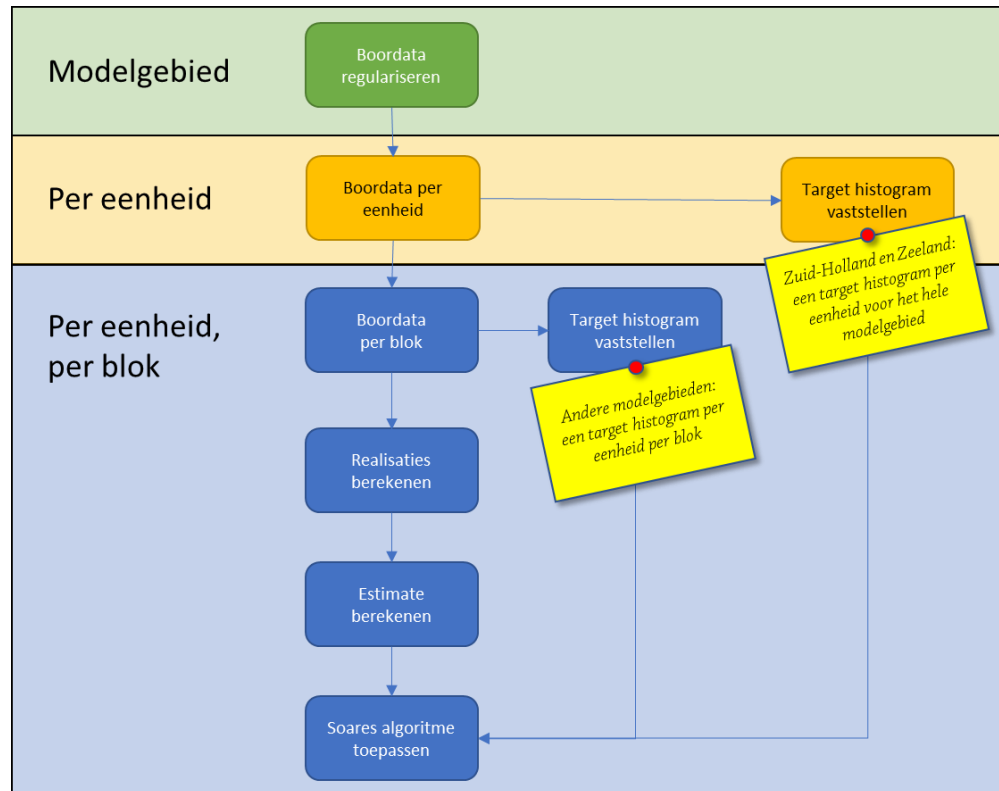 Modelgebied
Boordata
regulariseren
Per eenheid
Boordata per
eenheid
Target histogram
vaststellen
Zuid-Holland en Zeeland:
een target histogram per
eenheid voor het hele
modelgebied
Per eenheid,
per blok
Boordata
per blok
Target histogram
vaststellen
Andere modelgebieden:
een target histogram per
eenheid per blok
Realisaties
berekenen
Estimate
berekenen
Soares algoritme
toepassen